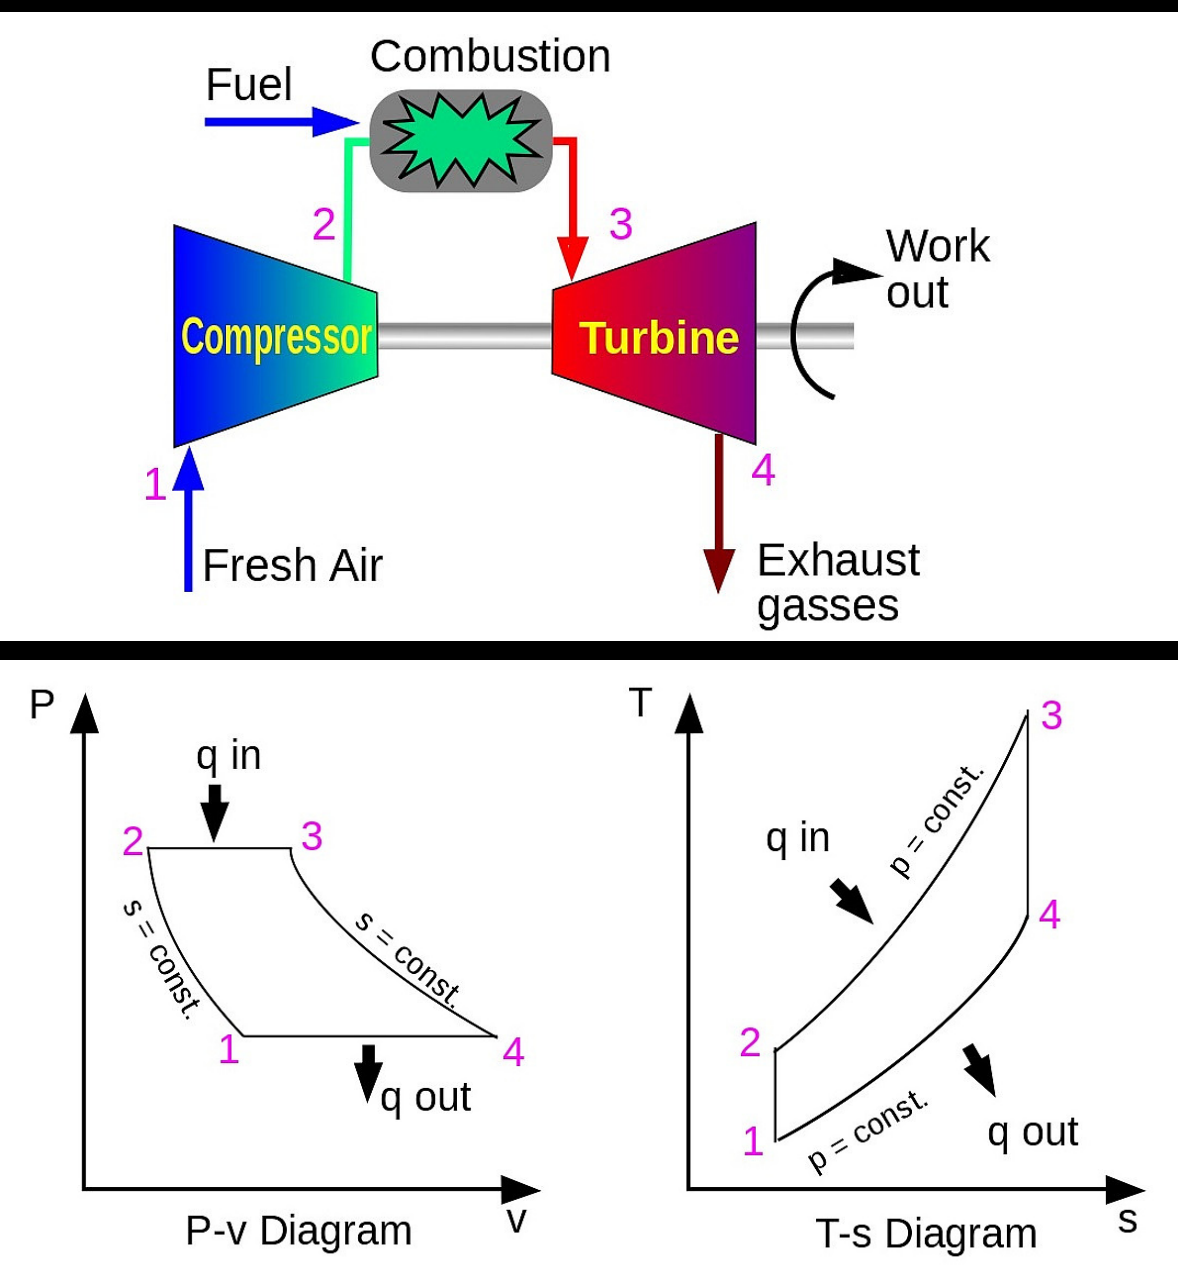 Combustion
Fuel
2
3
Work
out
Compressor
Turbine
1
4
Fresh Air
Exhaust
gasses
P
q in
2
3
s = const.
s = const.
1
4
q out
v
P-v Diagram
T
3
p = const.
q in
4
2
1
p = const.
q out
s
T-s Diagram